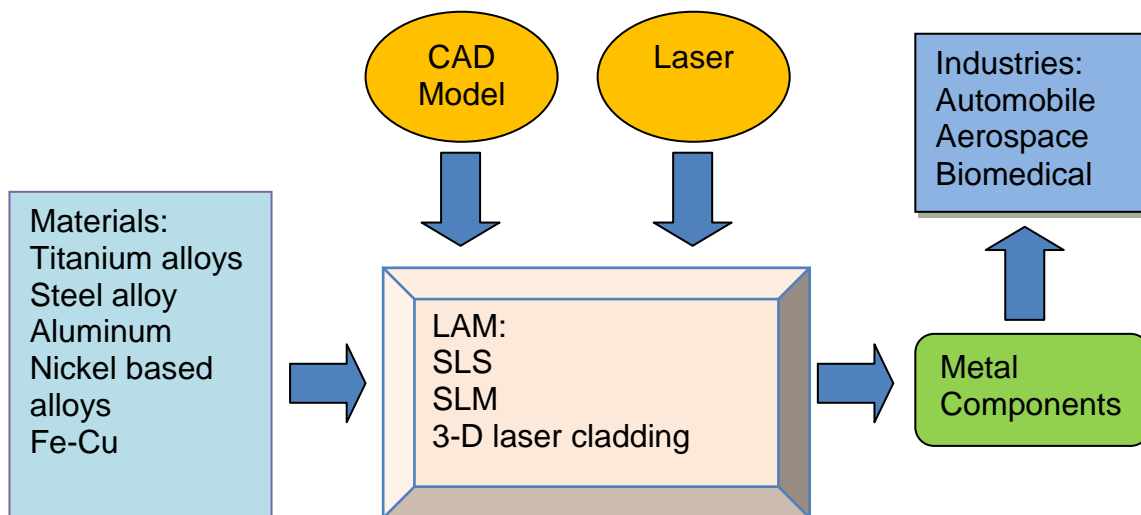 CAD
Model
Laser
Industries:
Automobile
Aerospace
Biomedical
Materials:
Titanium alloys
Steel alloy
Aluminum
Nickel based
alloys
Fe-Cu
LAM:
SLS
SLM
3-D laser cladding
Metal
Components